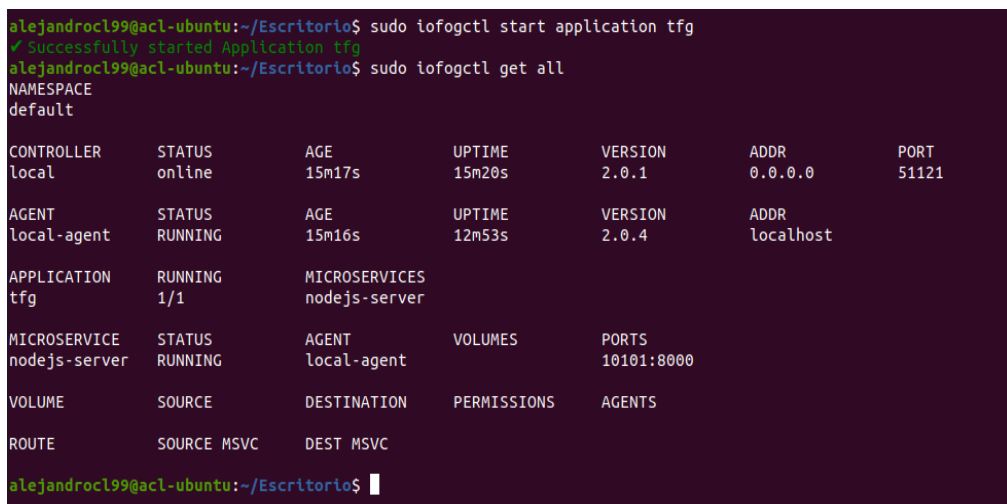 alejandrocl99@acl-ubuntu:~/Escritorio$ sudo iofogctl start application tfg
✔ Successfully started Application tfg
alejandrocl99@acl-ubuntu:~/Escritorio$ sudo iofogctl get all
NAMESPACE
default
CONTROLLER STATUS AGE UPTIME VERSION ADDR PORT
local online 15m17s 15m20s 2.0.1 0.0.0.0 51121
AGENT STATUS AGE UPTIME VERSION ADDR
local-agent RUNNING 15m16s 12m53s 2.0.4 localhost
APPLICATION RUNNING MICROSERVICES
tfg 1/1 nodejs-server
MICROSERVICE STATUS AGENT VOLUMES PORTS
nodejs-server RUNNING local-agent 10101:8000
VOLUME SOURCE DESTINATION PERMISSIONS AGENTS
ROUTE SOURCE MSVC DEST MSVC
alejandrocl99@acl-ubuntu:~/Escritorio$